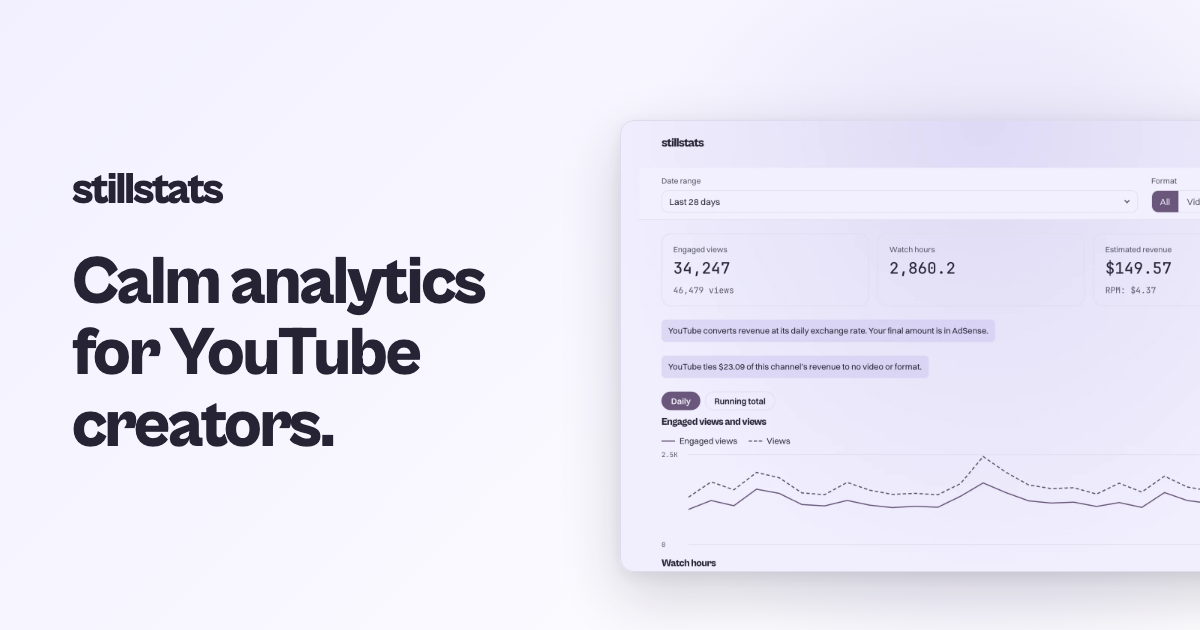 stillstats
Calm analytics
for YouTube
creators.
stillstats
Date range
Format
Last 28 days
All
Engaged views
34,247
46,479 views
Watch hours
2,860.2
Estimated revenue
$149.57
RPM: $4.37
YouTube converts revenue at its daily exchange rate. Your final amount is in AdSense.
YouTube ties $23.09 of this channel's revenue to no video or format.
Daily
Running total
Engaged views and views
Engaged views
Views
2.5K
0
Watch hours